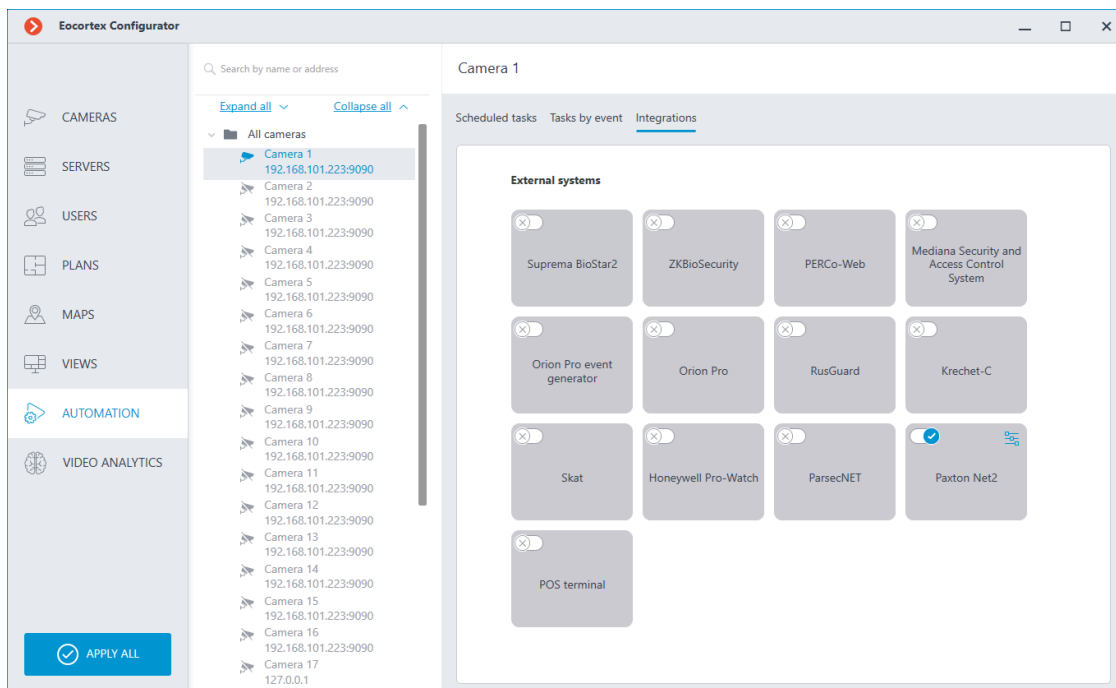 Eocortex Configurator
CAMERAS
SERVERS
USERS
PLANS
MAPS
VIEWS
AUTOMATION
VIDEO ANALYTICS
APPLY ALL
Search by name or address
Expand all
Collapse all
All cameras
Camera 1
192.168.101.223:9090
Camera 2
192.168.101.223:9090
Camera 3
192.168.101.223:9090
Camera 4
192.168.101.223:9090
Camera 5
192.168.101.223:9090
Camera 6
192.168.101.223:9090
Camera 7
192.168.101.223:9090
Camera 8
192.168.101.223:9090
Camera 9
192.168.101.223:9090
Camera 10
192.168.101.223:9090
Camera 11
192.168.101.223:9090
Camera 12
192.168.101.223:9090
Camera 13
192.168.101.223:9090
Camera 14
192.168.101.223:9090
Camera 15
192.168.101.223:9090
Camera 16
192.168.101.223:9090
Camera 17
127.0.0.1
Camera 1
Scheduled tasks Tasks by event Integrations
External systems
Suprema BioStar2
ZKBioSecurity
PERCo-Web
Mediana Security and
Access Control
System
Orion Pro event
generator
Orion Pro
RusGuard
Krechet-C
Skat
Honeywell Pro-Watch
ParsecNET
Paxton Net2
POS terminal